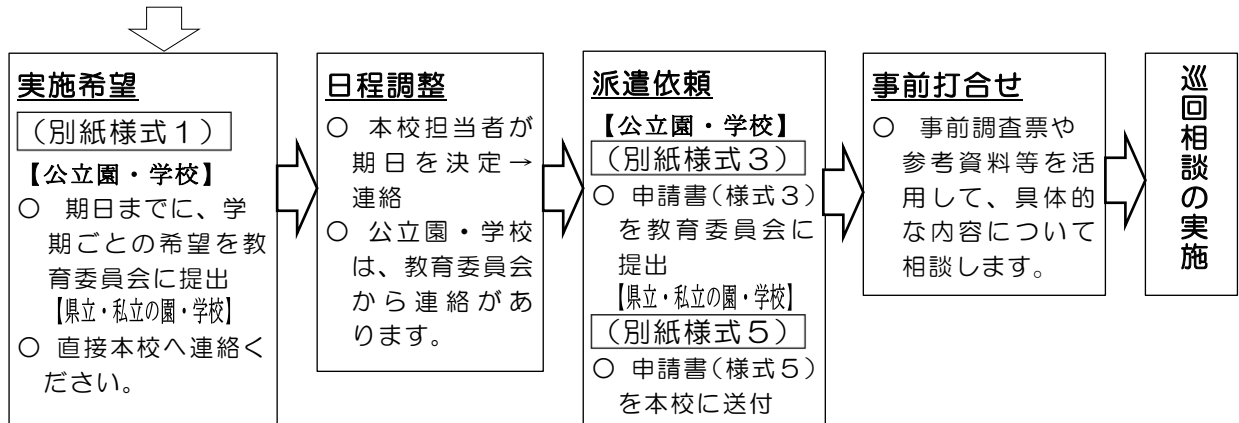 実施希望
（別紙様式１）
【公立園・学校】
○　期日までに、学
期ごとの希望を教
育委員会に提出
【県立・私立の園・学校】
○　直接本校へ連絡く
ださい。
日程調整
○　本校担当者が
期日を決定→
連絡
○　公立園・学校
は、教育委員会
から連絡があ
ります。
派遣依頼
【公立園・学校】
（別紙様式３）
○　申請書（様式３）
を教育委員会に
提出
【県立・私立の園・学校】
（別紙様式５）
○　申請書（様式５）
を本校に送付
事前打合せ
○　事前調査票や
参考資料等を活
用して、具体的
な内容について
相談します。
巡回相談の実施